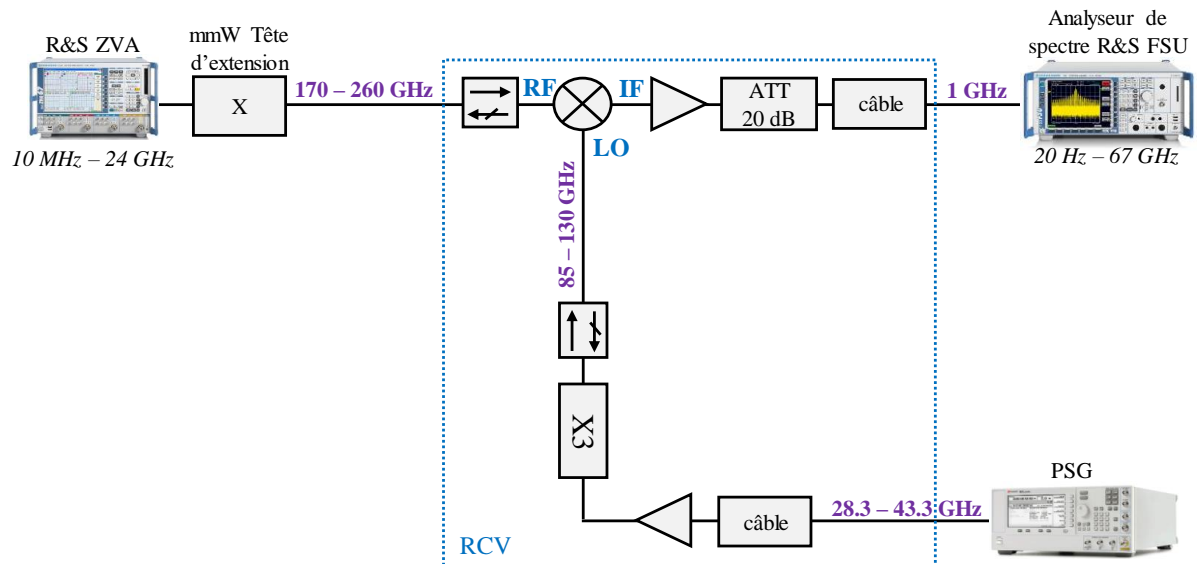 R&S ZVA
mmW Tête
d’extension
X
10 MHz – 24 GHz
170 – 260 GHz
RF
IF
LO
ATT
20 dB
câble
1 GHz
Analyseur de
spectre R&S FSU
20 Hz – 67 GHz
85 – 130 GHz
X3
câble
28.3 – 43.3 GHz
PSG
RCV